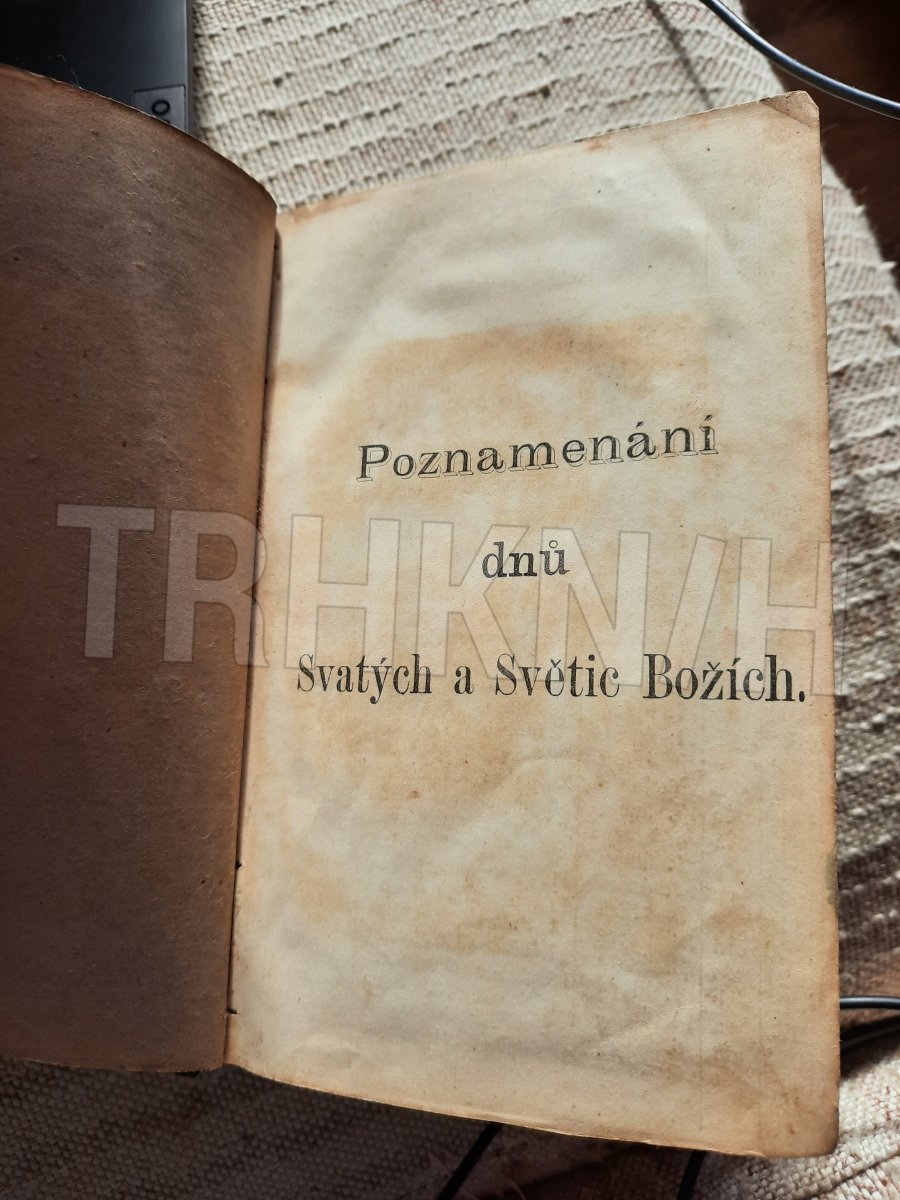 Poznamenání
dnů
Svatých a Světic Božích.
TRHKNIH
O